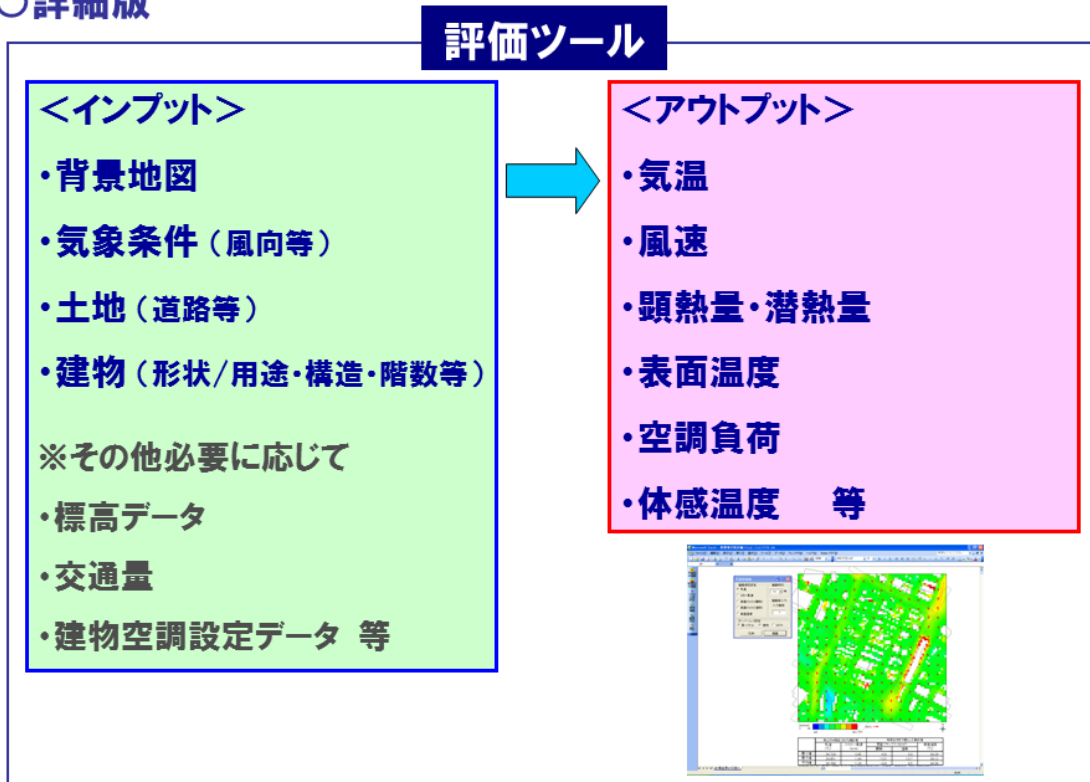 ○詳細版
評価ツール
＜インプット＞
・背景地図
・気象条件（風向等）
・土地（道路等）
・建物（形状/用途・構造・階数等）
※その他必要に応じて
・標高データ
・交通量
・建物空調設定データ 等
＜アウトプット＞
・気温
・風速
・顕熱量・潜熱量
・表面温度
・空調負荷
・体感温度　等